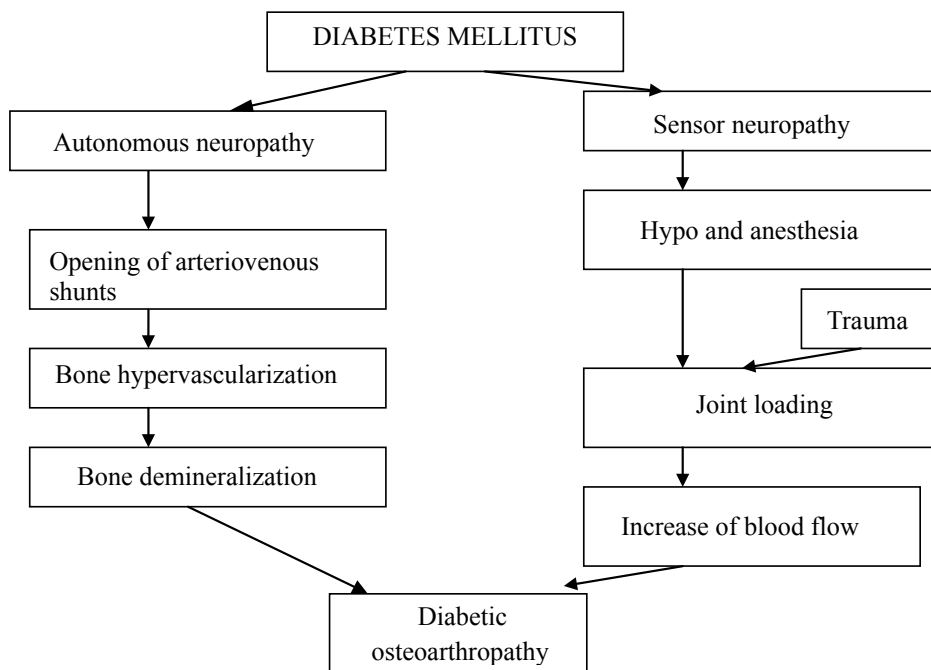 DIABETES MELLITUS
Autonomous neuropathy
Sensor neuropathy
Opening of arteriovenous
shunts
Hypo and anesthesia
Trauma
Bone hypervascularization
Joint loading
Bone demineralization
Increase of blood flow
Diabetic
osteoarthropathy